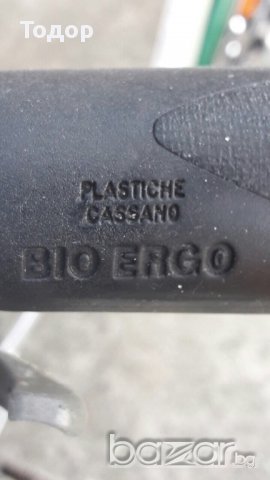 Тодор
PLASTICHE
CASSANO
BIO ERGO
bazar.bg